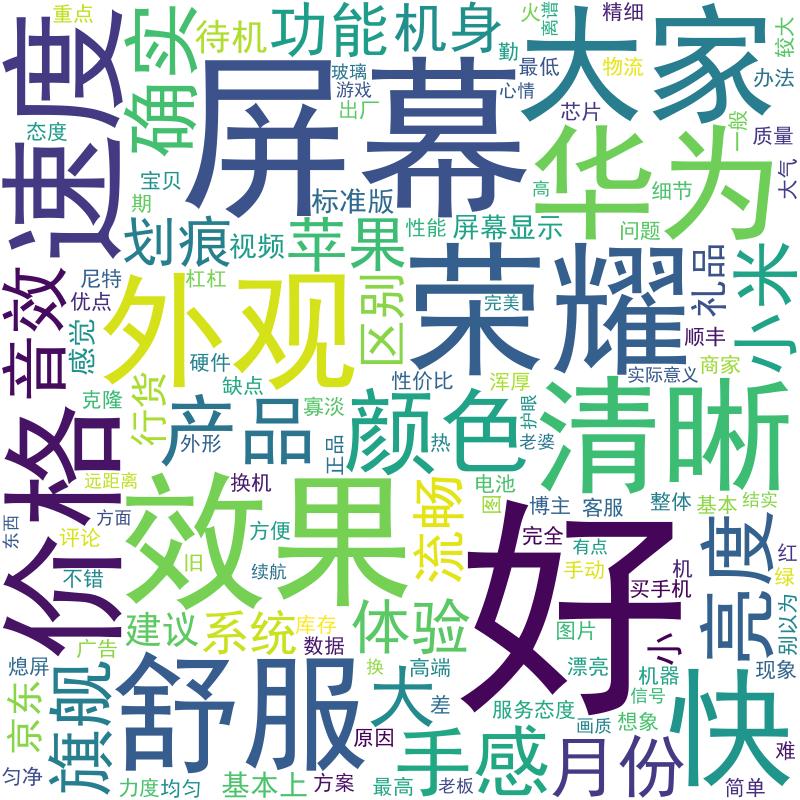 重点
速度
确实
待机
功能
机身
勤
火
离谱
精细
较大
大家
最低
物流
办法
态度
屏幕
玻璃
游戏
出厂
心情
芯片
华为
一般
质量
大气
宝贝
期
标准版
高
细节
划痕
视频
苹果
性能
屏幕显示
问题
音效
尼特
优点
感觉
杠杠
外观
区别
荣耀
完美
礼品
小米
顺丰
商家
硬件
缺点
性价比
浑厚
实际意义
克隆
行货
产品
外形
寡淡
正品
颜色
热
护眼
老婆
清晰
价格
远距离
换机
东西
方面
评论
效果
方便
旧
续航
流畅
电池
图
博主
客服
整体
基本
结实
不错
好
完全
有点
手动
机
买手机
亮度
红
绿
建议
系统
库存
数据
体验
图片
小
别以为
广告
熄屏
旗舰
舒服
换
高端
大
差
漂亮
机器
信号
现象
京东
服务态度
画质
想象
快
难
匀净
原因
手感
月份
力度
均匀
基本上
方案
最高
老板
简单